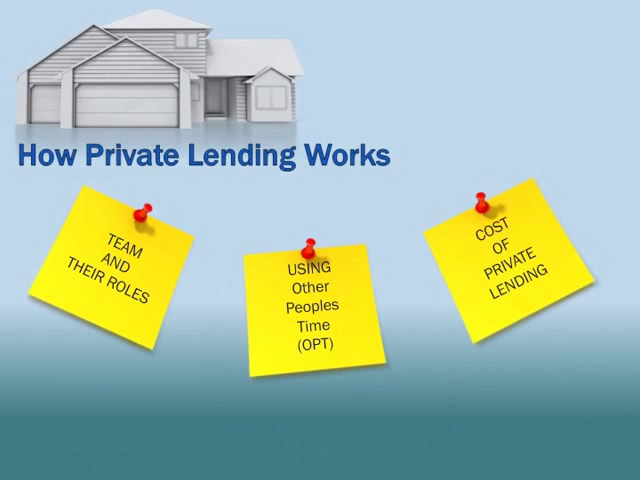 How Private Lending Works
TEAM
AND
THEIR ROLES
USING
Other
Peoples
Time
(OPT)
COST
OF
PRIVATE
LENDING